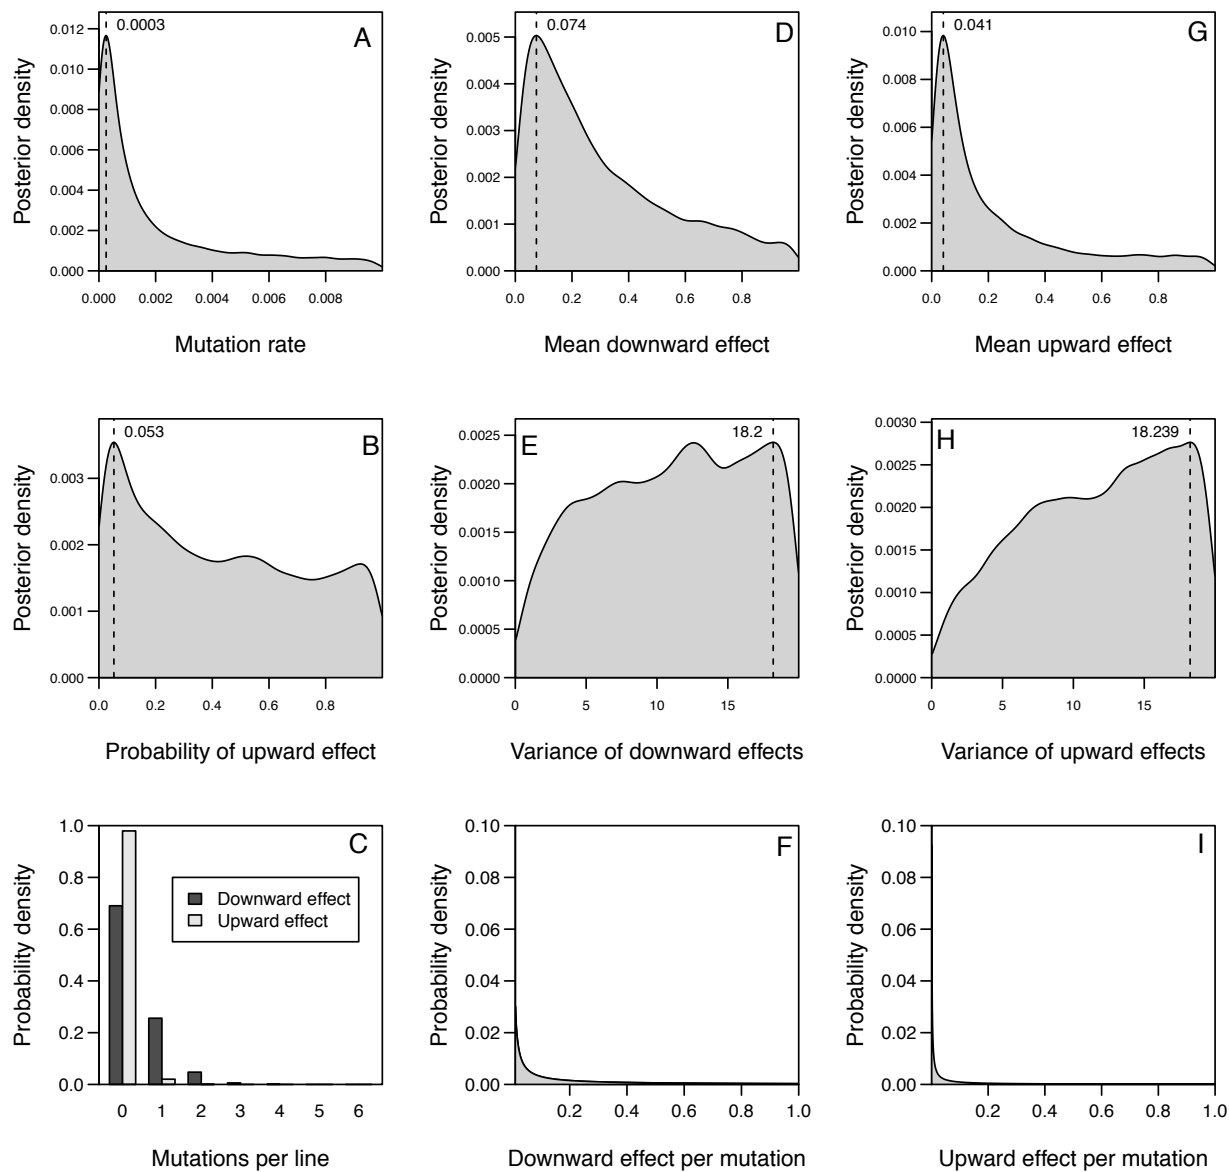 0.0003
A
Posterior density
0.012
0.010
0.008
0.006
0.004
0.002
0.000
0.000 0.002 0.004 0.006 0.008
Mutation rate
0.074
D
Posterior density
0.005
0.004
0.003
0.002
0.001
0.000
0.0 0.2 0.4 0.6 0.8
Mean downward effect
0.041
G
Posterior density
0.010
0.008
0.006
0.004
0.002
0.000
0.0 0.2 0.4 0.6 0.8
Mean upward effect
0.053
B
Posterior density
0.003
0.002
0.001
0.000
0.0 0.2 0.4 0.6 0.8
Probability of upward effect
E
18.2
Posterior density
0.0025
0.0020
0.0015
0.0010
0.0005
0.0000
0 5 10 15
Variance of downward effects
H
18.239
Posterior density
0.0030
0.0025
0.0020
0.0015
0.0010
0.0005
0.0000
0 5 10 15
Variance of upward effects
C
Probability density
1.0
0.8
0.6
0.4
0.2
0.0
Downward effect
Upward effect
0 1 2 3 4 5 6
Mutations per line
F
Probability density
0.10
0.08
0.06
0.04
0.02
0.00
0.2 0.4 0.6 0.8 1.0
Downward effect per mutation
I
Probability density
0.10
0.08
0.06
0.04
0.02
0.00
0.2 0.4 0.6 0.8 1.0
Upward effect per mutation